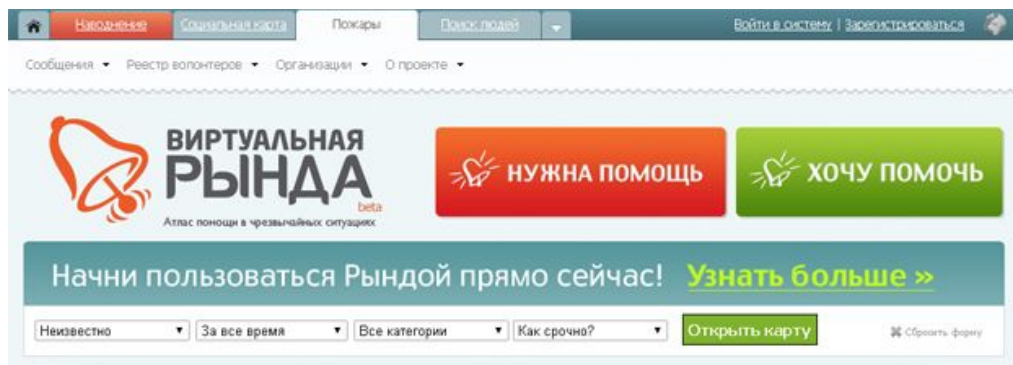 Наводнение Социальная карта Пожары Поиск людей Войти в систему | Зарегистрироваться
Сообщения Реестр волонтеров Организации О проекте
ВИРТУАЛЬНАЯ
РЫНДА
beta
Атлас помощи в чрезвычайных ситуациях
НУЖНА ПОМОЩЬ
ХОЧУ ПОМОЧЬ
Начни пользоваться Рындой прямо сейчас! Узнать больше »
Неизвестно За все время Все категории Как срочно? Открыть карту Сбросить форму